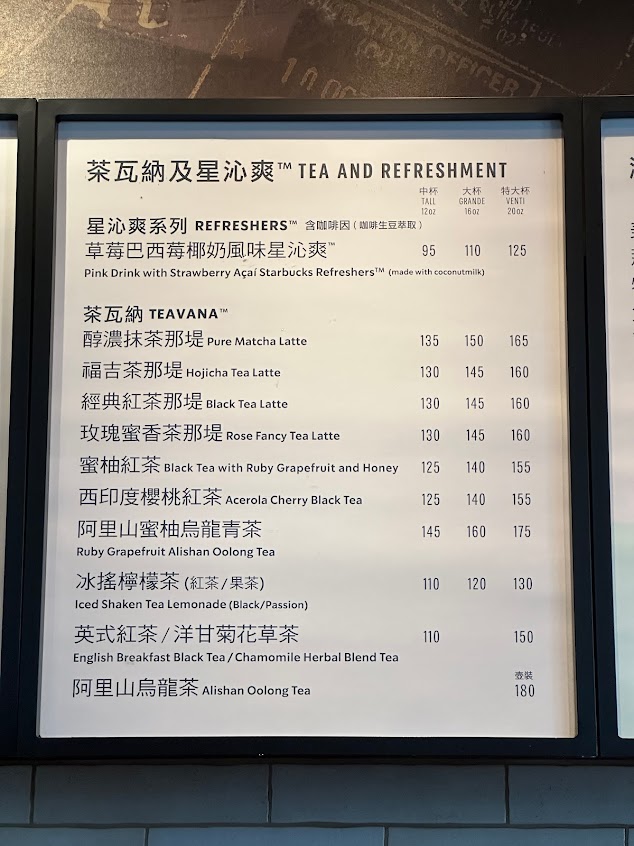 IMMIGRATION OFFICER
(OUT)
茶瓦納及星沁爽™ TEA AND REFRESHMENT
中杯 大杯 特大杯
TALL GRANDE VENTI
12oz 16oz 20oz
星沁爽系列 REFRESHERS™ 含咖啡因(咖啡生豆萃取)
草莓巴西莓椰奶風味星沁爽™ 95 110 125
Pink Drink with Strawberry Açaí Starbucks Refreshers™ (made with coconutmilk)
茶瓦納 TEAVANA™
醇濃抹茶那堤 Pure Matcha Latte 135 150 165
福吉茶那堤 Hojicha Tea Latte 130 145 160
經典紅茶那堤 Black Tea Latte 130 145 160
玫瑰蜜香茶那堤 Rose Fancy Tea Latte 130 145 160
蜜柚紅茶 Black Tea with Ruby Grapefruit and Honey 125 140 155
西印度櫻桃紅茶 Acerola Cherry Black Tea 125 140 155
阿里山蜜柚烏龍青茶 145 160 175
Ruby Grapefruit Alishan Oolong Tea
冰搖檸檬茶 (紅茶/果茶) 110 120 130
Iced Shaken Tea Lemonade (Black/Passion)
英式紅茶/洋甘菊花草茶 110 150
English Breakfast Black Tea/Chamomile Herbal Blend Tea
壺裝
阿里山烏龍茶 Alishan Oolong Tea 180